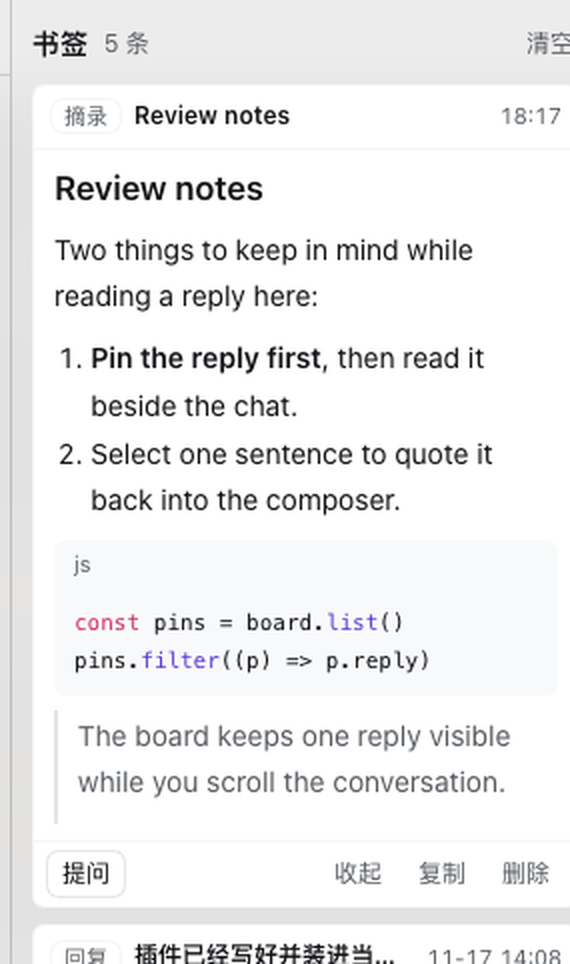 书签 5 条 清空
摘录 Review notes 18:17
Review notes
Two things to keep in mind while
reading a reply here:
1. Pin the reply first, then read it
beside the chat.
2. Select one sentence to quote it
back into the composer.
js
const pins = board.list()
pins.filter((p) => p.reply)
The board keeps one reply visible
while you scroll the conversation.
提问 收起 复制 删除
回复 插件已经写好并装进当... 11-17 14:08